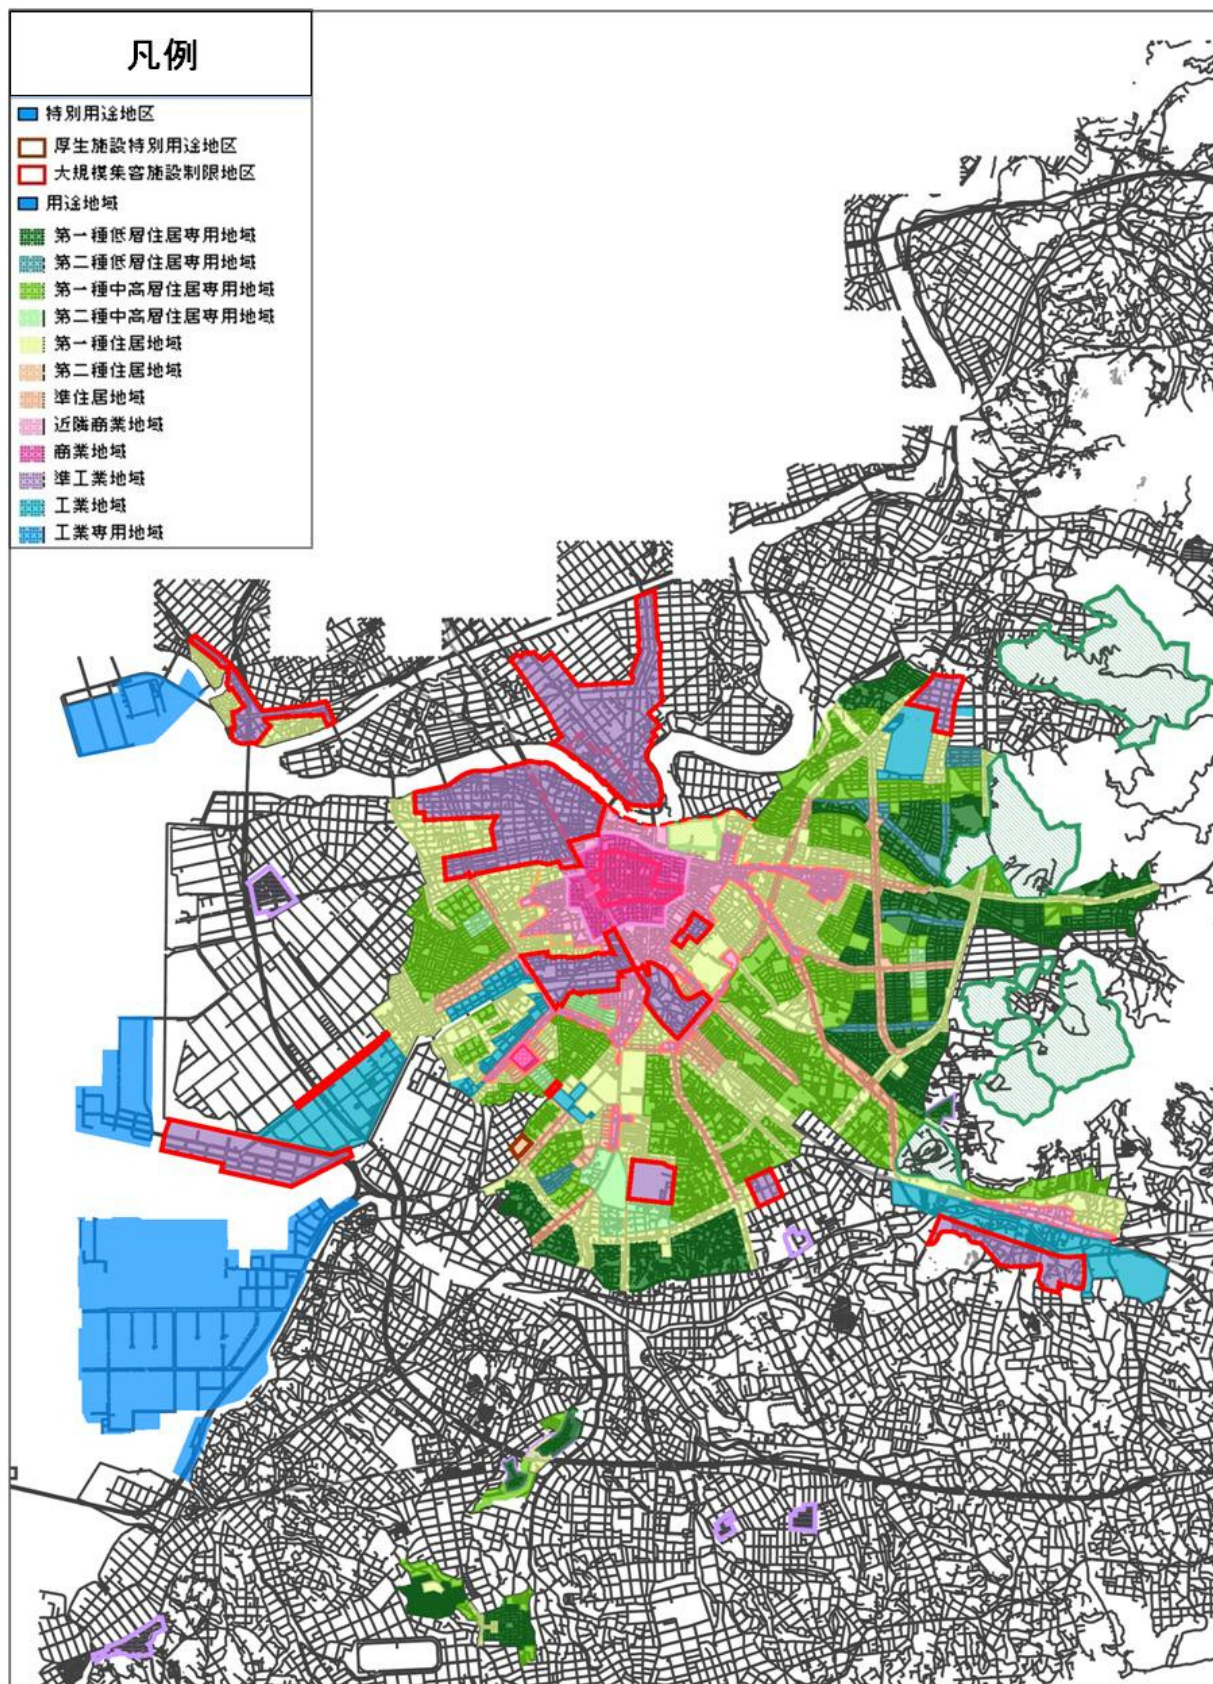 凡例
特別用途地区
厚生施設特別用途地区
大規模集客施設制限地区
用途地域
第一種低層住居専用地域
第二種低層住居専用地域
第一種中高層住居専用地域
第二種中高層住居専用地域
第一種住居地域
第二種住居地域
準住居地域
近隣商業地域
商業地域
準工業地域
工業地域
工業専用地域